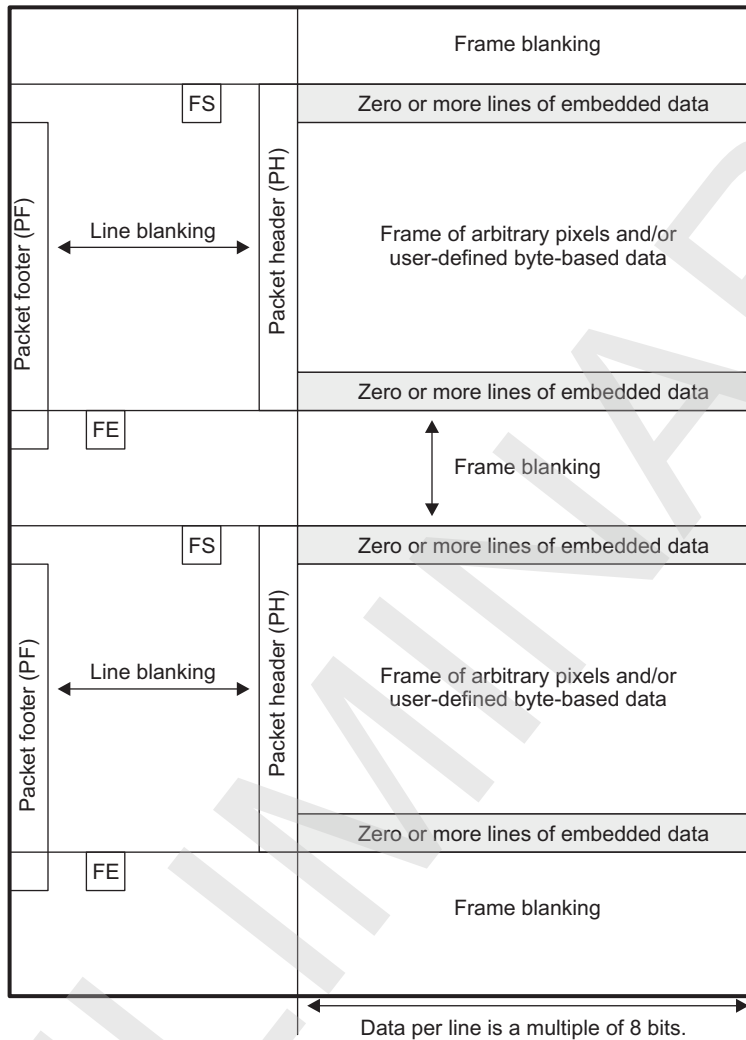 Frame blanking
FS
Zero or more lines of embedded data
Packet footer (PF)
Line blanking
Packet header (PH)
Frame of arbitrary pixels and/or
user-defined byte-based data
Zero or more lines of embedded data
FE
Frame blanking
FS
Zero or more lines of embedded data
Packet footer (PF)
Line blanking
Packet header (PH)
Frame of arbitrary pixels and/or
user-defined byte-based data
Zero or more lines of embedded data
FE
Frame blanking
Data per line is a multiple of 8 bits.